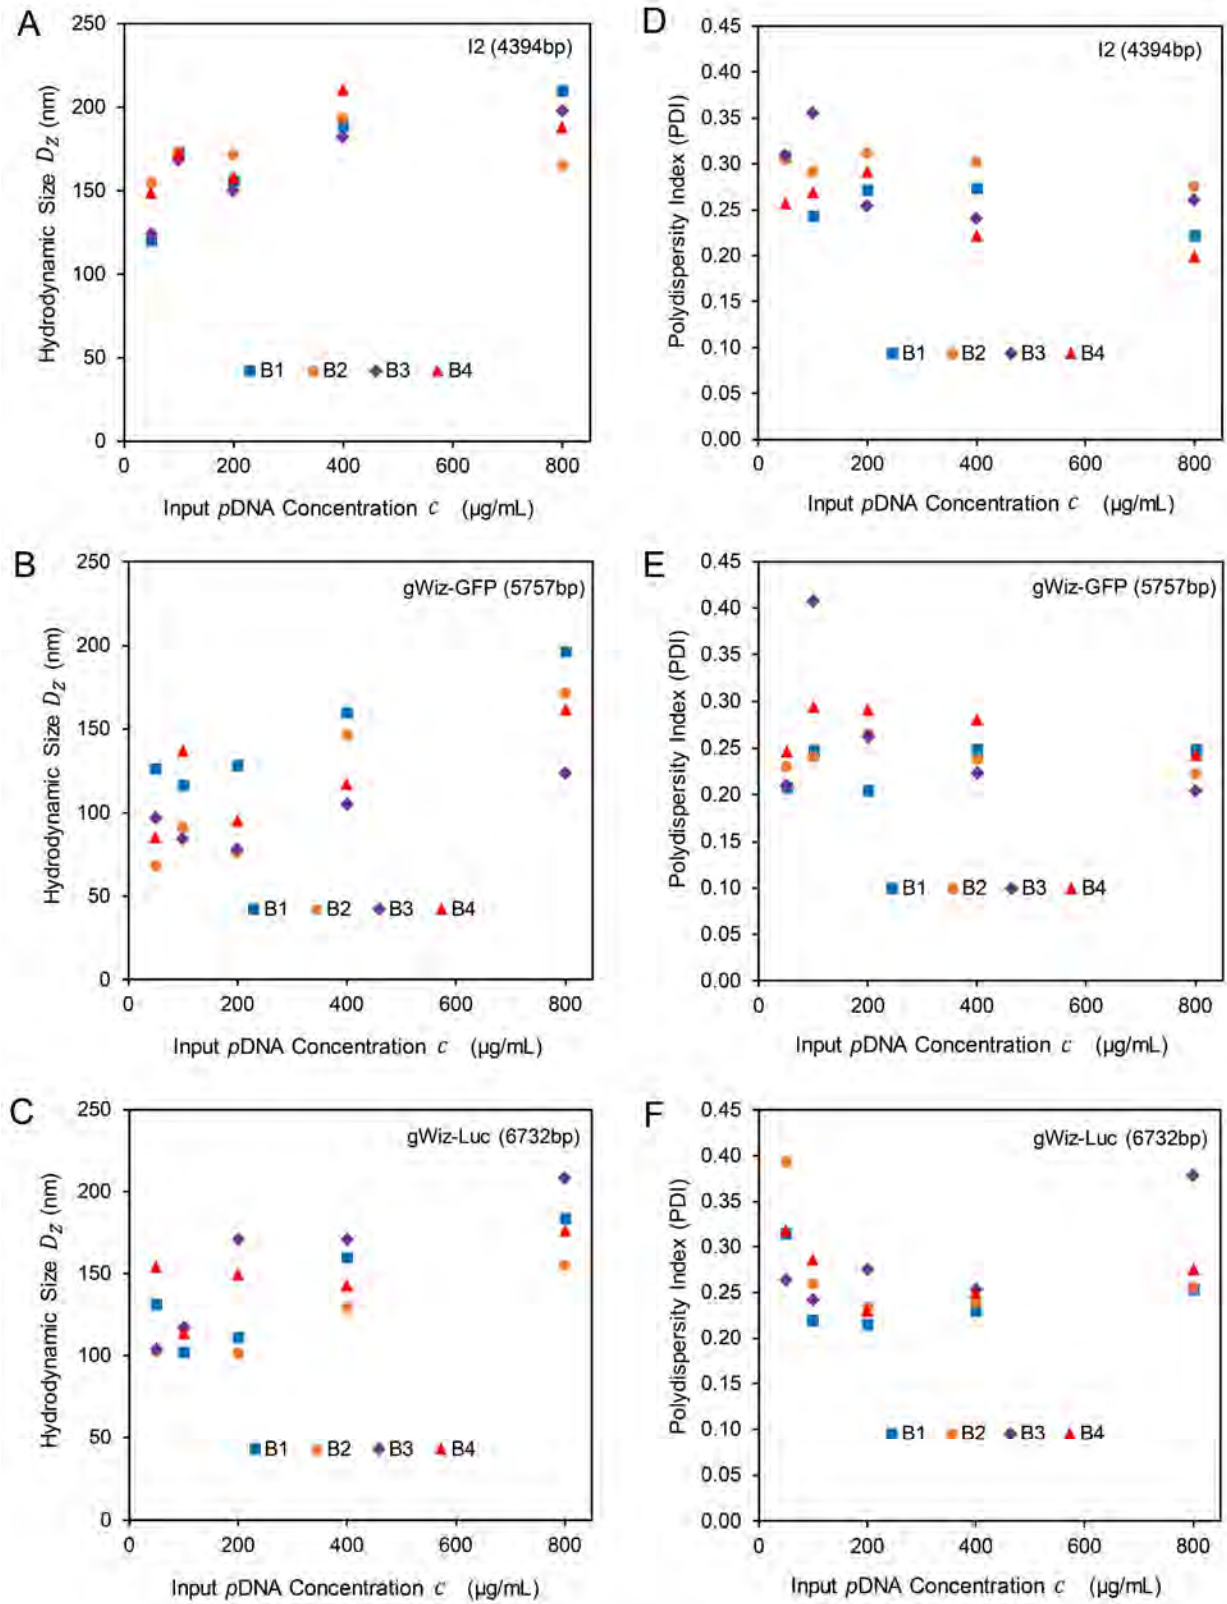 A
I2 (4394bp)
Hydrodynamic Size D_Z (nm)
250
200
150
100
50
0
B1 B2 B3 B4
0 200 400 600 800
Input pDNA Concentration c (µg/mL)
D
I2 (4394bp)
Polydispersity Index (PDI)
0.45
0.40
0.35
0.30
0.25
0.20
0.15
0.10
0.05
0.00
B1 B2 B3 B4
0 200 400 600 800
Input pDNA Concentration c (µg/mL)
B
gWiz-GFP (5757bp)
Hydrodynamic Size D_Z (nm)
250
200
150
100
50
0
B1 B2 B3 B4
0 200 400 600 800
Input pDNA Concentration c (µg/mL)
E
gWiz-GFP (5757bp)
Polydispersity Index (PDI)
0.45
0.40
0.35
0.30
0.25
0.20
0.15
0.10
0.05
0.00
B1 B2 B3 B4
0 200 400 600 800
Input pDNA Concentration c (µg/mL)
C
gWiz-Luc (6732bp)
Hydrodynamic Size D_Z (nm)
250
200
150
100
50
0
B1 B2 B3 B4
0 200 400 600 800
Input pDNA Concentration c (µg/mL)
F
gWiz-Luc (6732bp)
Polydispersity Index (PDI)
0.45
0.40
0.35
0.30
0.25
0.20
0.15
0.10
0.05
0.00
B1 B2 B3 B4
0 200 400 600 800
Input pDNA Concentration c (µg/mL)